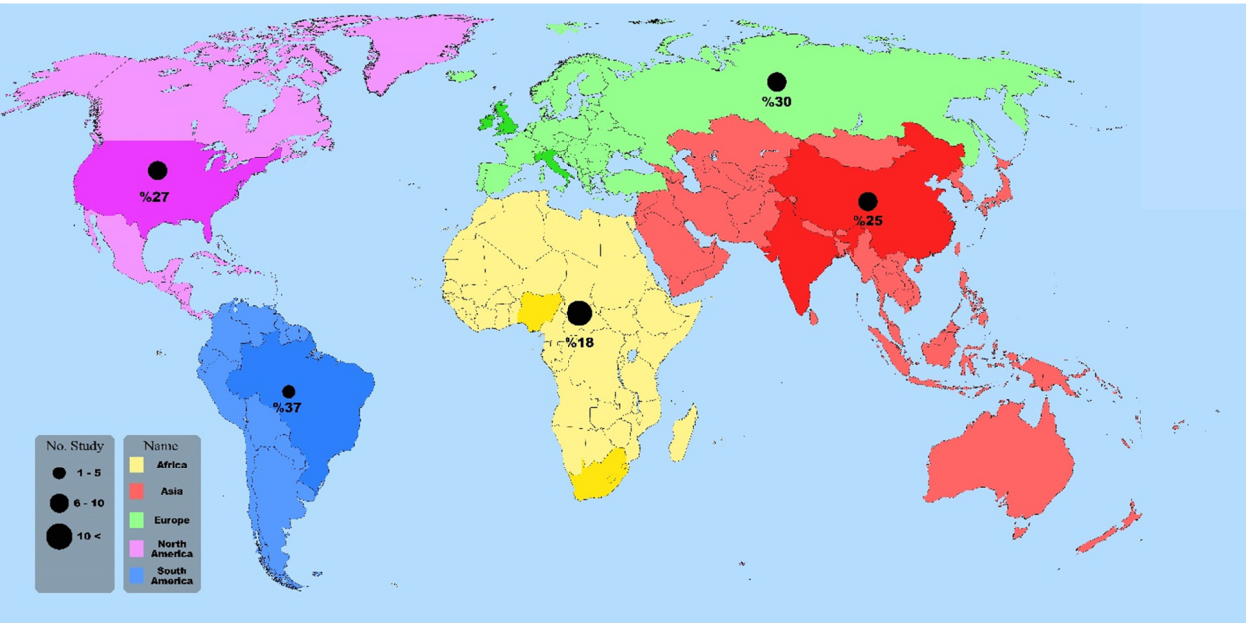 %30
%27
%25
%18
%37
No. Study
1 - 5
6 - 10
10 <
Name
Africa
Asia
Europe
North
America
South
America